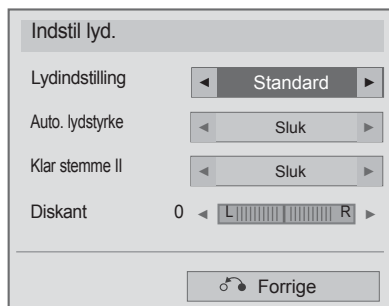 Indstil lyd.
Lydindstilling ◄ Standard ►
Auto. lydstyrke ◄ Sluk ►
Klar stemme II ◄ Sluk ►
Diskant 0 ◄ L R ►
Forrige